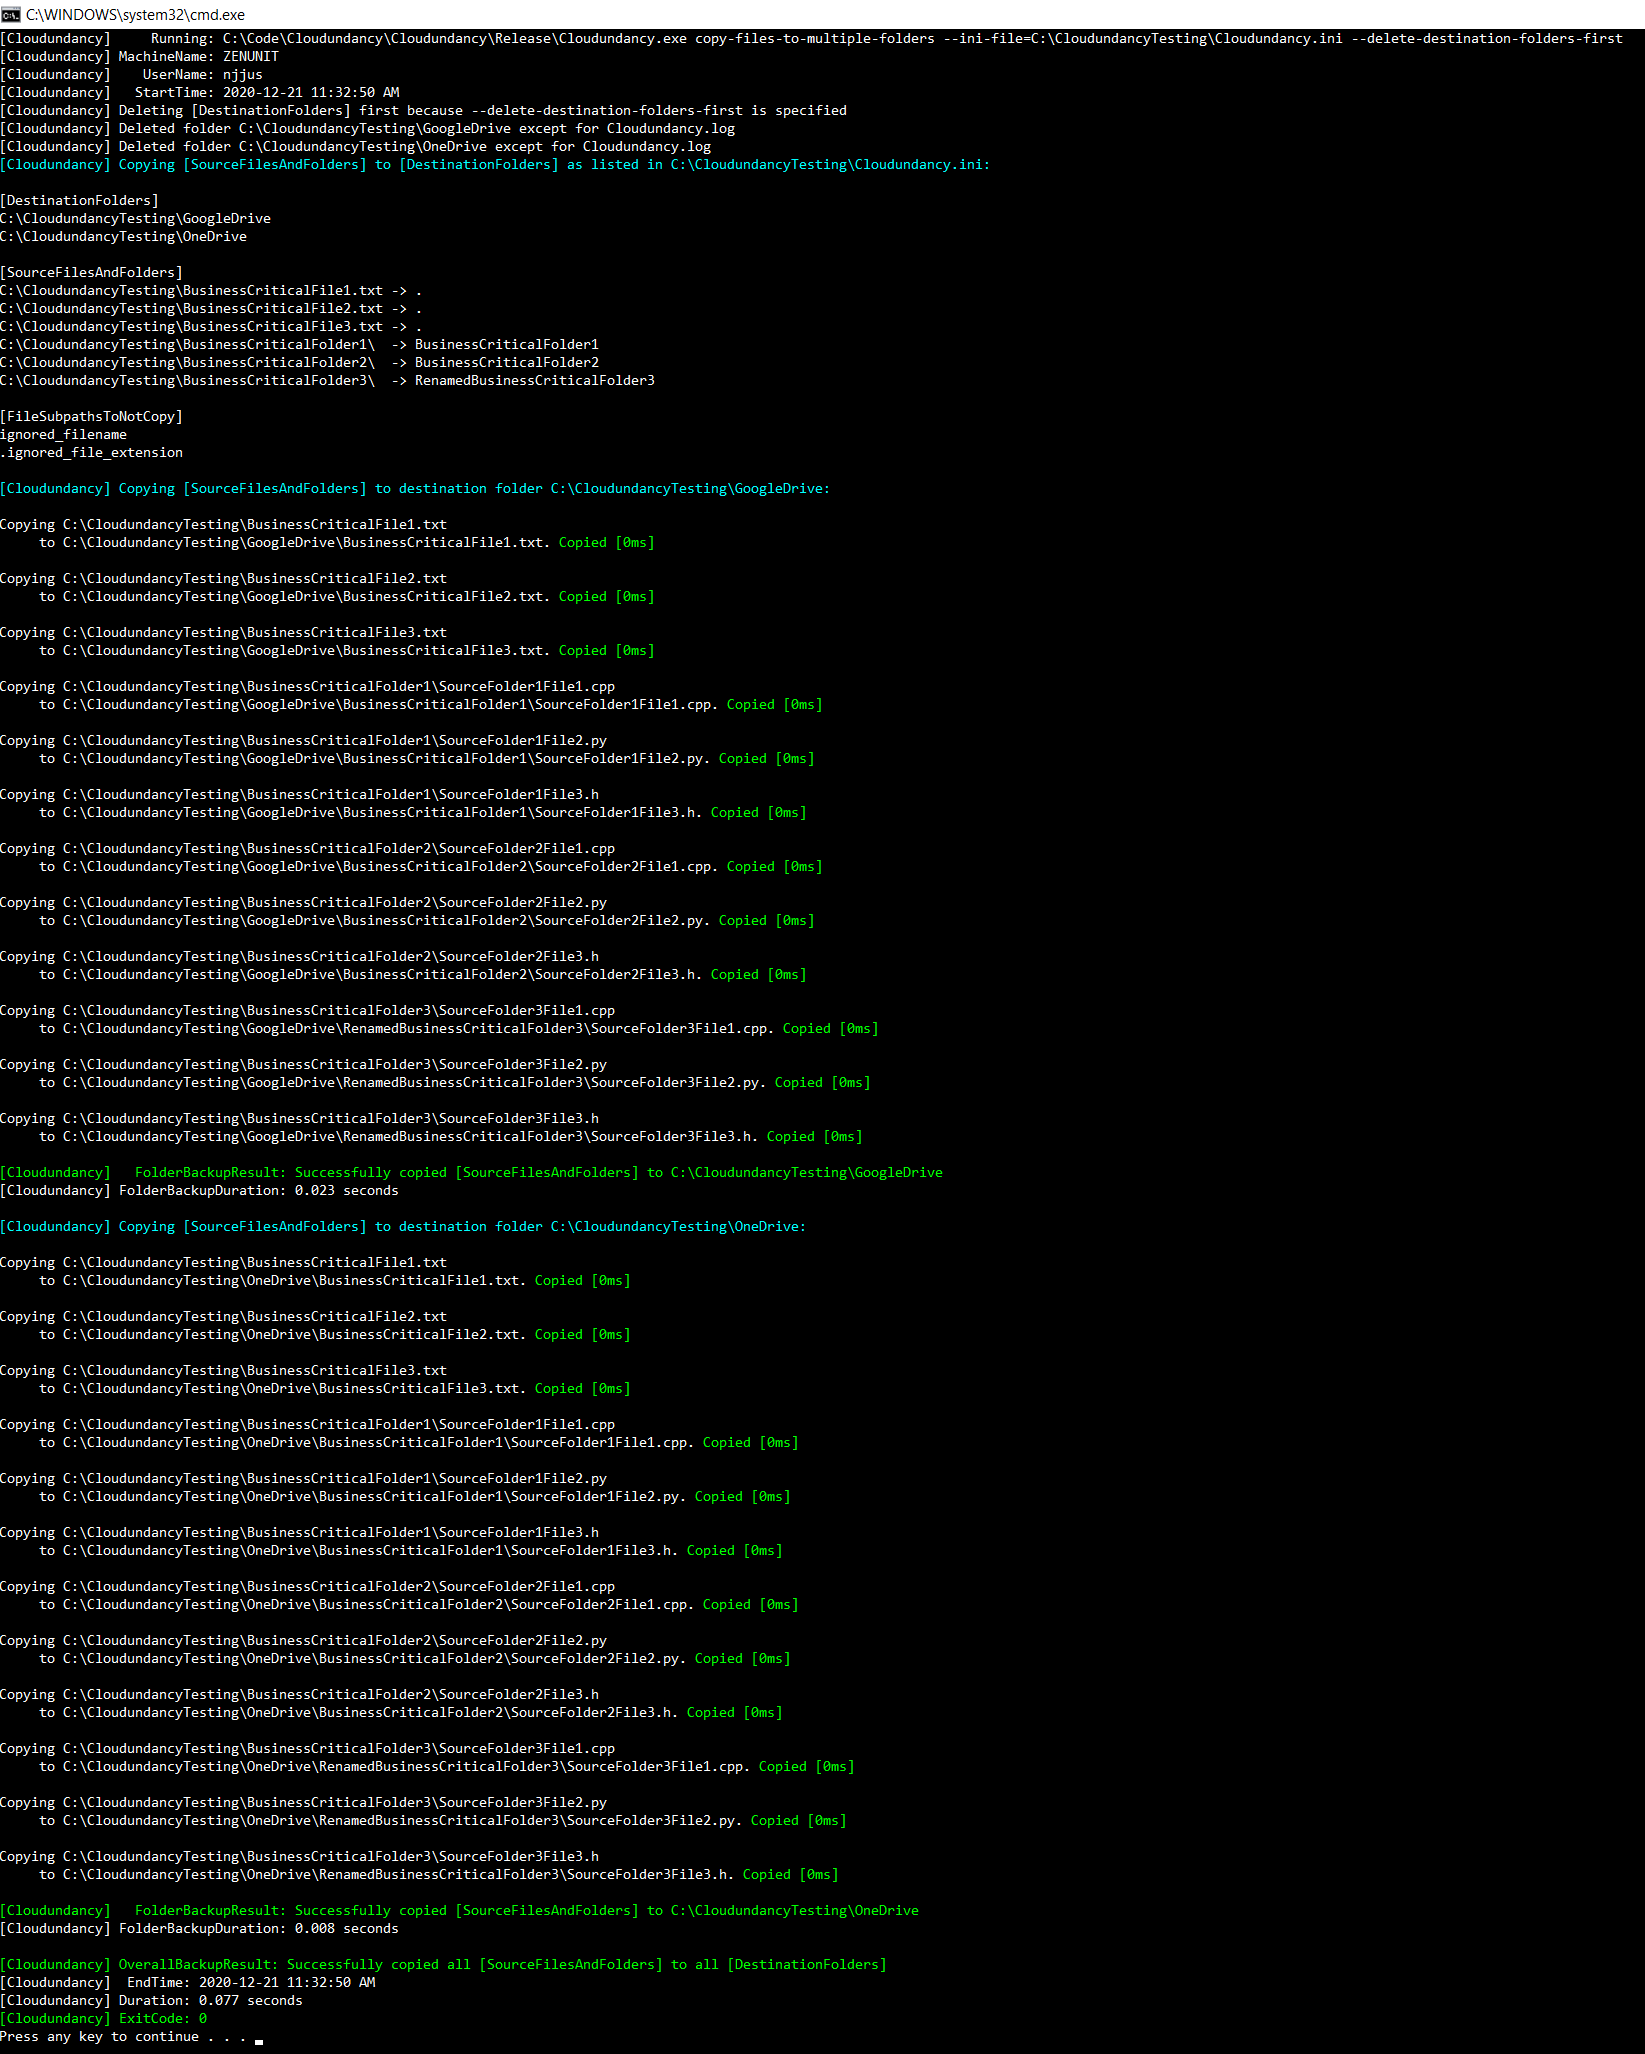 C:\WINDOWS\system32\cmd.exe
[Cloudundancy]     Running: C:\Code\Cloudundancy\Cloudundancy\Release\Cloudundancy.exe copy-files-to-multiple-folders --ini-file=C:\CloudundancyTesting\Cloudundancy.ini --delete-destination-folders-first
[Cloudundancy] MachineName: ZENUNIT
[Cloudundancy]    UserName: njjus
[Cloudundancy]   StartTime: 2020-12-21 11:32:50 AM
[Cloudundancy] Deleting [DestinationFolders] first because --delete-destination-folders-first is specified
[Cloudundancy] Deleted folder C:\CloudundancyTesting\GoogleDrive except for Cloudundancy.log
[Cloudundancy] Deleted folder C:\CloudundancyTesting\OneDrive except for Cloudundancy.log
[Cloudundancy] Copying [SourceFilesAndFolders] to [DestinationFolders] as listed in C:\CloudundancyTesting\Cloudundancy.ini:

[DestinationFolders]
C:\CloudundancyTesting\GoogleDrive
C:\CloudundancyTesting\OneDrive

[SourceFilesAndFolders]
C:\CloudundancyTesting\BusinessCriticalFile1.txt -> .
C:\CloudundancyTesting\BusinessCriticalFile2.txt -> .
C:\CloudundancyTesting\BusinessCriticalFile3.txt -> .
C:\CloudundancyTesting\BusinessCriticalFolder1\  -> BusinessCriticalFolder1
C:\CloudundancyTesting\BusinessCriticalFolder2\  -> BusinessCriticalFolder2
C:\CloudundancyTesting\BusinessCriticalFolder3\  -> RenamedBusinessCriticalFolder3

[FileSubpathsToNotCopy]
ignored_filename
.ignored_file_extension

[Cloudundancy] Copying [SourceFilesAndFolders] to destination folder C:\CloudundancyTesting\GoogleDrive:

Copying C:\CloudundancyTesting\BusinessCriticalFile1.txt
     to C:\CloudundancyTesting\GoogleDrive\BusinessCriticalFile1.txt. Copied [0ms]

Copying C:\CloudundancyTesting\BusinessCriticalFile2.txt
     to C:\CloudundancyTesting\GoogleDrive\BusinessCriticalFile2.txt. Copied [0ms]

Copying C:\CloudundancyTesting\BusinessCriticalFile3.txt
     to C:\CloudundancyTesting\GoogleDrive\BusinessCriticalFile3.txt. Copied [0ms]

Copying C:\CloudundancyTesting\BusinessCriticalFolder1\SourceFolder1File1.cpp
     to C:\CloudundancyTesting\GoogleDrive\BusinessCriticalFolder1\SourceFolder1File1.cpp. Copied [0ms]

Copying C:\CloudundancyTesting\BusinessCriticalFolder1\SourceFolder1File2.py
     to C:\CloudundancyTesting\GoogleDrive\BusinessCriticalFolder1\SourceFolder1File2.py. Copied [0ms]

Copying C:\CloudundancyTesting\BusinessCriticalFolder1\SourceFolder1File3.h
     to C:\CloudundancyTesting\GoogleDrive\BusinessCriticalFolder1\SourceFolder1File3.h. Copied [0ms]

Copying C:\CloudundancyTesting\BusinessCriticalFolder2\SourceFolder2File1.cpp
     to C:\CloudundancyTesting\GoogleDrive\BusinessCriticalFolder2\SourceFolder2File1.cpp. Copied [0ms]

Copying C:\CloudundancyTesting\BusinessCriticalFolder2\SourceFolder2File2.py
     to C:\CloudundancyTesting\GoogleDrive\BusinessCriticalFolder2\SourceFolder2File2.py. Copied [0ms]

Copying C:\CloudundancyTesting\BusinessCriticalFolder2\SourceFolder2File3.h
     to C:\CloudundancyTesting\GoogleDrive\BusinessCriticalFolder2\SourceFolder2File3.h. Copied [0ms]

Copying C:\CloudundancyTesting\BusinessCriticalFolder3\SourceFolder3File1.cpp
     to C:\CloudundancyTesting\GoogleDrive\RenamedBusinessCriticalFolder3\SourceFolder3File1.cpp. Copied [0ms]

Copying C:\CloudundancyTesting\BusinessCriticalFolder3\SourceFolder3File2.py
     to C:\CloudundancyTesting\GoogleDrive\RenamedBusinessCriticalFolder3\SourceFolder3File2.py. Copied [0ms]

Copying C:\CloudundancyTesting\BusinessCriticalFolder3\SourceFolder3File3.h
     to C:\CloudundancyTesting\GoogleDrive\RenamedBusinessCriticalFolder3\SourceFolder3File3.h. Copied [0ms]

[Cloudundancy]   FolderBackupResult: Successfully copied [SourceFilesAndFolders] to C:\CloudundancyTesting\GoogleDrive
[Cloudundancy] FolderBackupDuration: 0.023 seconds

[Cloudundancy] Copying [SourceFilesAndFolders] to destination folder C:\CloudundancyTesting\OneDrive:

Copying C:\CloudundancyTesting\BusinessCriticalFile1.txt
     to C:\CloudundancyTesting\OneDrive\BusinessCriticalFile1.txt. Copied [0ms]

Copying C:\CloudundancyTesting\BusinessCriticalFile2.txt
     to C:\CloudundancyTesting\OneDrive\BusinessCriticalFile2.txt. Copied [0ms]

Copying C:\CloudundancyTesting\BusinessCriticalFile3.txt
     to C:\CloudundancyTesting\OneDrive\BusinessCriticalFile3.txt. Copied [0ms]

Copying C:\CloudundancyTesting\BusinessCriticalFolder1\SourceFolder1File1.cpp
     to C:\CloudundancyTesting\OneDrive\BusinessCriticalFolder1\SourceFolder1File1.cpp. Copied [0ms]

Copying C:\CloudundancyTesting\BusinessCriticalFolder1\SourceFolder1File2.py
     to C:\CloudundancyTesting\OneDrive\BusinessCriticalFolder1\SourceFolder1File2.py. Copied [0ms]

Copying C:\CloudundancyTesting\BusinessCriticalFolder1\SourceFolder1File3.h
     to C:\CloudundancyTesting\OneDrive\BusinessCriticalFolder1\SourceFolder1File3.h. Copied [0ms]

Copying C:\CloudundancyTesting\BusinessCriticalFolder2\SourceFolder2File1.cpp
     to C:\CloudundancyTesting\OneDrive\BusinessCriticalFolder2\SourceFolder2File1.cpp. Copied [0ms]

Copying C:\CloudundancyTesting\BusinessCriticalFolder2\SourceFolder2File2.py
     to C:\CloudundancyTesting\OneDrive\BusinessCriticalFolder2\SourceFolder2File2.py. Copied [0ms]

Copying C:\CloudundancyTesting\BusinessCriticalFolder2\SourceFolder2File3.h
     to C:\CloudundancyTesting\OneDrive\BusinessCriticalFolder2\SourceFolder2File3.h. Copied [0ms]

Copying C:\CloudundancyTesting\BusinessCriticalFolder3\SourceFolder3File1.cpp
     to C:\CloudundancyTesting\OneDrive\RenamedBusinessCriticalFolder3\SourceFolder3File1.cpp. Copied [0ms]

Copying C:\CloudundancyTesting\BusinessCriticalFolder3\SourceFolder3File2.py
     to C:\CloudundancyTesting\OneDrive\RenamedBusinessCriticalFolder3\SourceFolder3File2.py. Copied [0ms]

Copying C:\CloudundancyTesting\BusinessCriticalFolder3\SourceFolder3File3.h
     to C:\CloudundancyTesting\OneDrive\RenamedBusinessCriticalFolder3\SourceFolder3File3.h. Copied [0ms]

[Cloudundancy]   FolderBackupResult: Successfully copied [SourceFilesAndFolders] to C:\CloudundancyTesting\OneDrive
[Cloudundancy] FolderBackupDuration: 0.008 seconds

[Cloudundancy] OverallBackupResult: Successfully copied all [SourceFilesAndFolders] to all [DestinationFolders]
[Cloudundancy]  EndTime: 2020-12-21 11:32:50 AM
[Cloudundancy] Duration: 0.077 seconds
[Cloudundancy] ExitCode: 0
Press any key to continue . . .